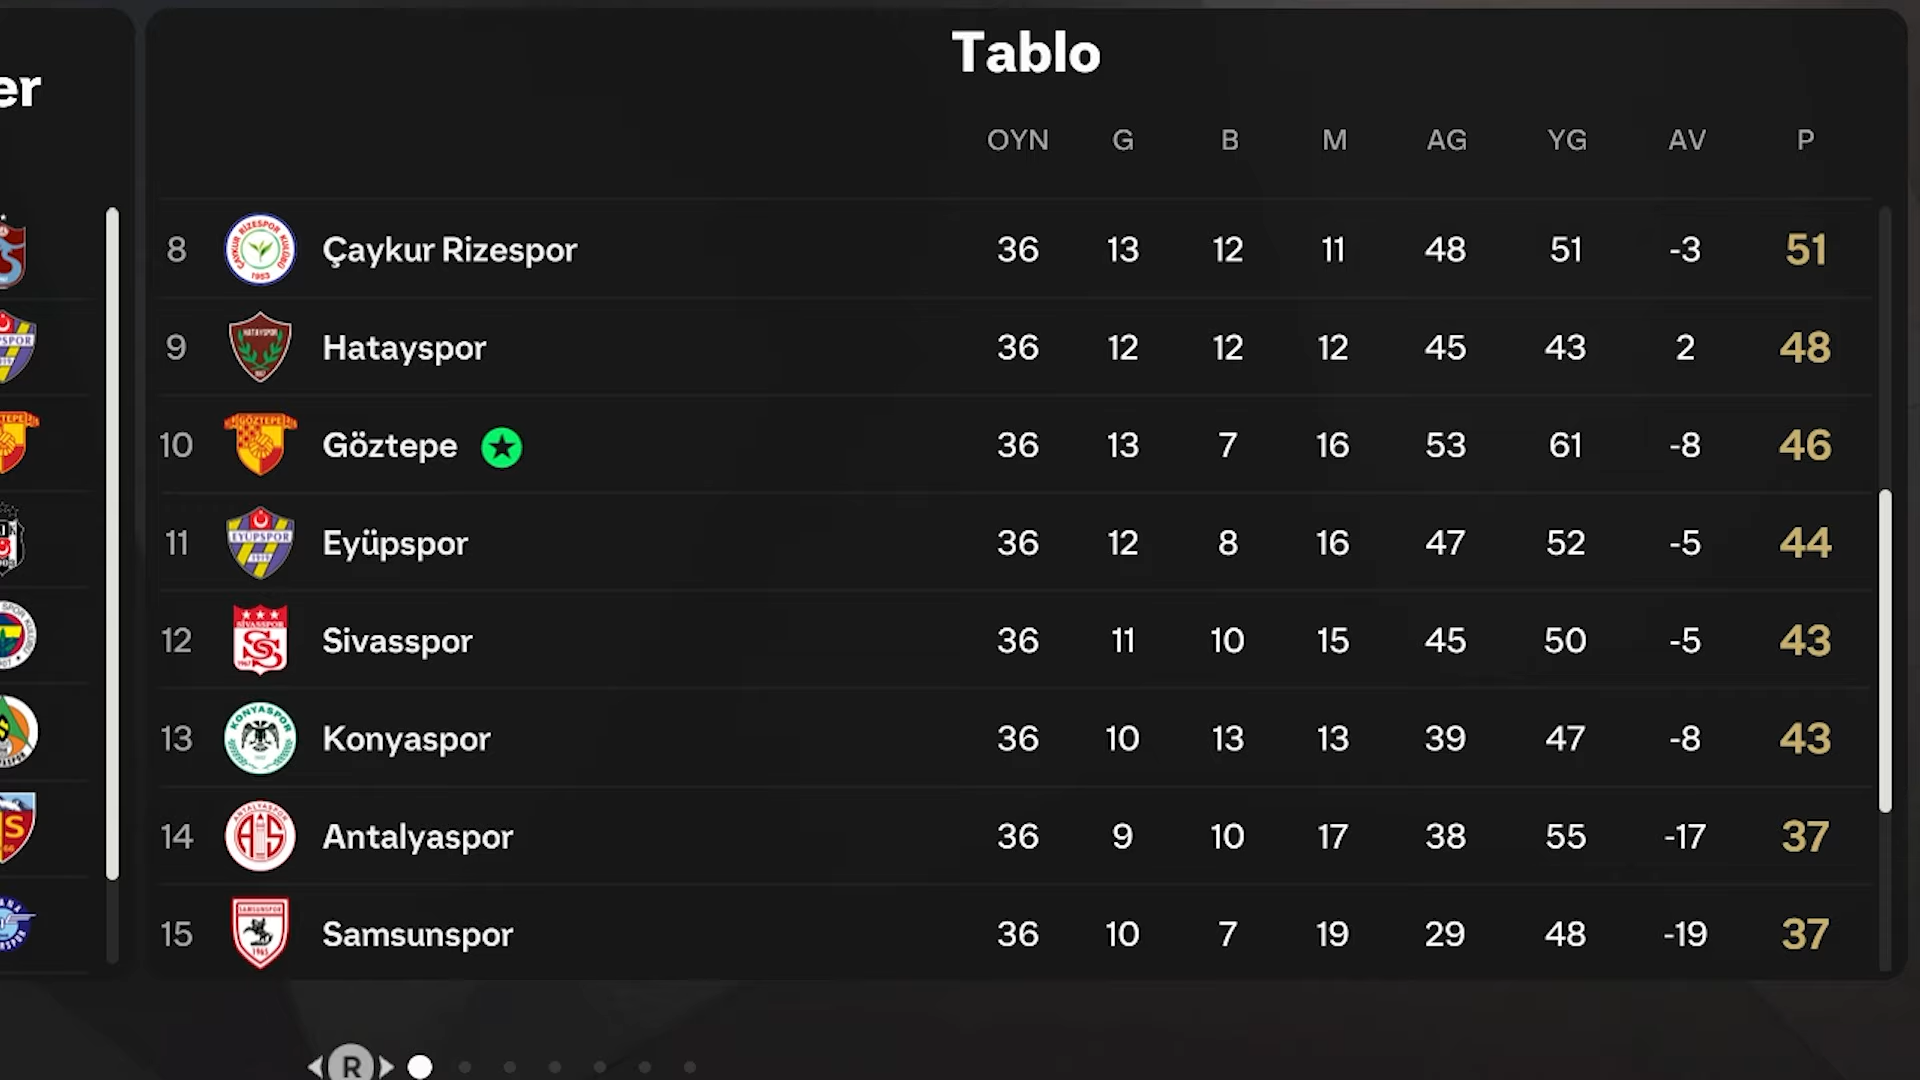 er
Tablo
OYN G B M AG YG AV P
8 Çaykur Rizespor 36 13 12 11 48 51 -3 51
9 Hatayspor 36 12 12 12 45 43 2 48
10 Göztepe 36 13 7 16 53 61 -8 46
11 Eyüpspor 36 12 8 16 47 52 -5 44
12 Sivasspor 36 11 10 15 45 50 -5 43
13 Konyaspor 36 10 13 13 39 47 -8 43
14 Antalyaspor 36 9 10 17 38 55 -17 37
15 Samsunspor 36 10 7 19 29 48 -19 37
R